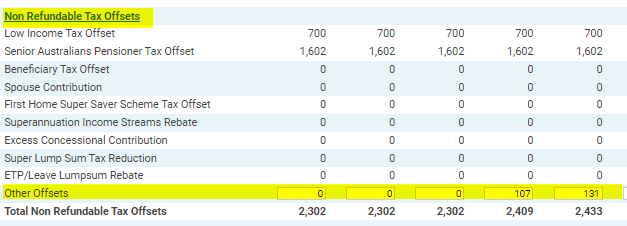 Non Refundable Tax Offsets
Low Income Tax Offset 700 700 700 700 700
Senior Australians Pensioner Tax Offset 1,602 1,602 1,602 1,602 1,602
Beneficiary Tax Offset 0 0 0 0 0
Spouse Contribution 0 0 0 0 0
First Home Super Saver Scheme Tax Offset 0 0 0 0 0
Superannuation Income Streams Rebate 0 0 0 0 0
Excess Concessional Contribution 0 0 0 0 0
Super Lump Sum Tax Reduction 0 0 0 0 0
ETP/Leave Lumpsum Rebate 0 0 0 0 0
Other Offsets 0 0 0 107 131
Total Non Refundable Tax Offsets 2,302 2,302 2,302 2,409 2,433